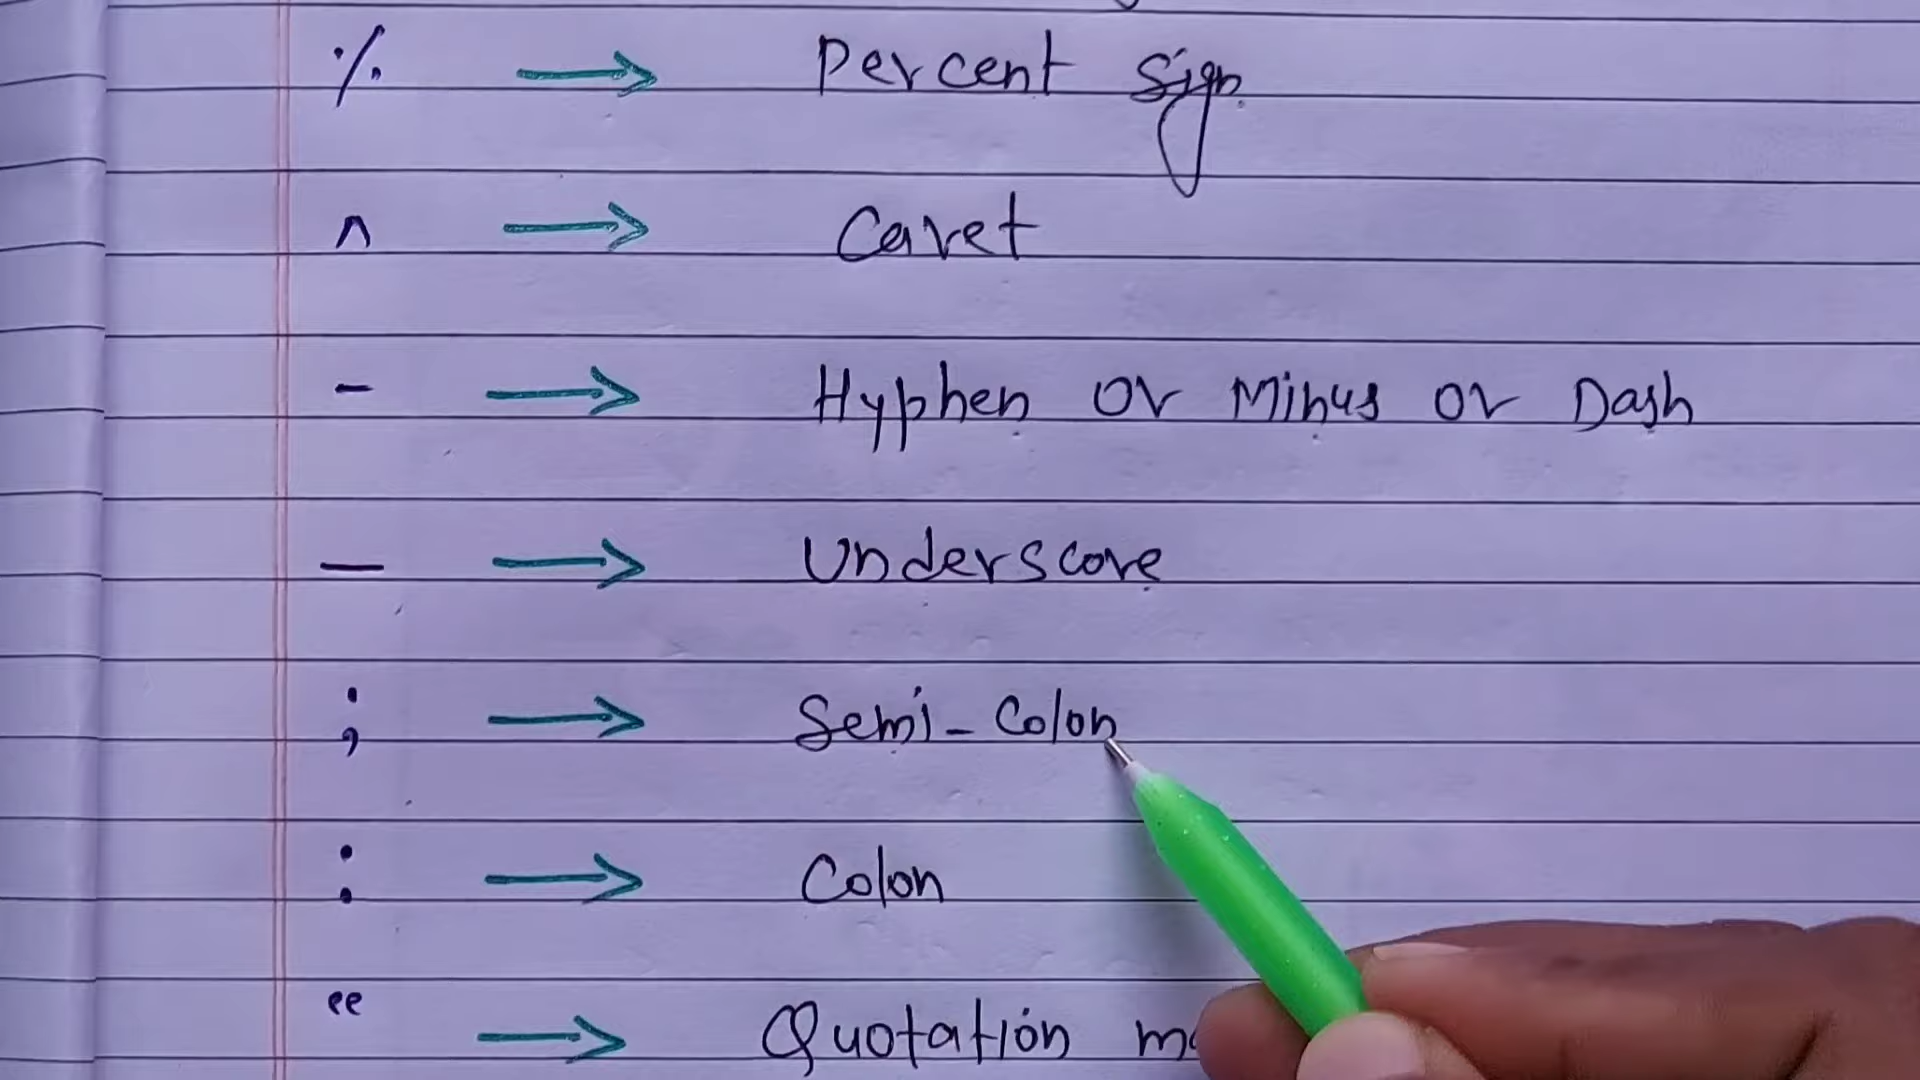 % → Percent Sign
^ → Caret
- → Hyphen or Minus or Dash
_ → Underscore
; → Semi-Colon
: → Colon
“ → Quotation